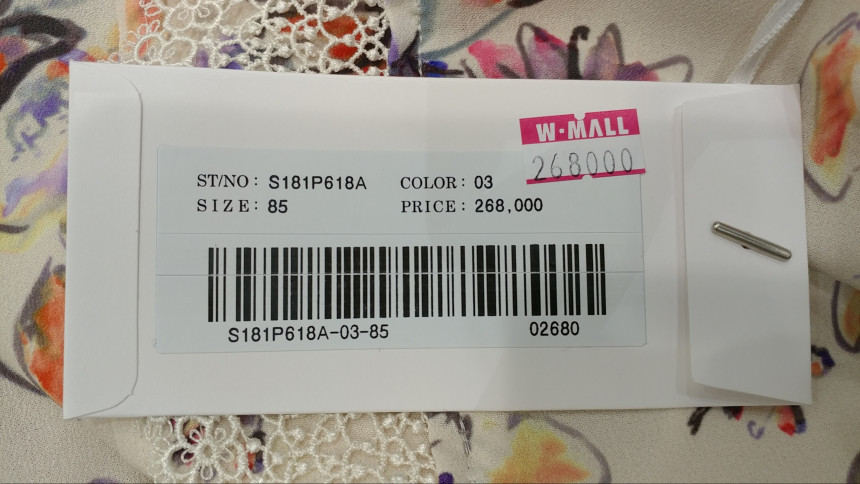 W·MALL
268000
ST/NO: S181P618A COLOR: 03
SIZE: 85 PRICE: 268,000
S181P618A-03-85 02680